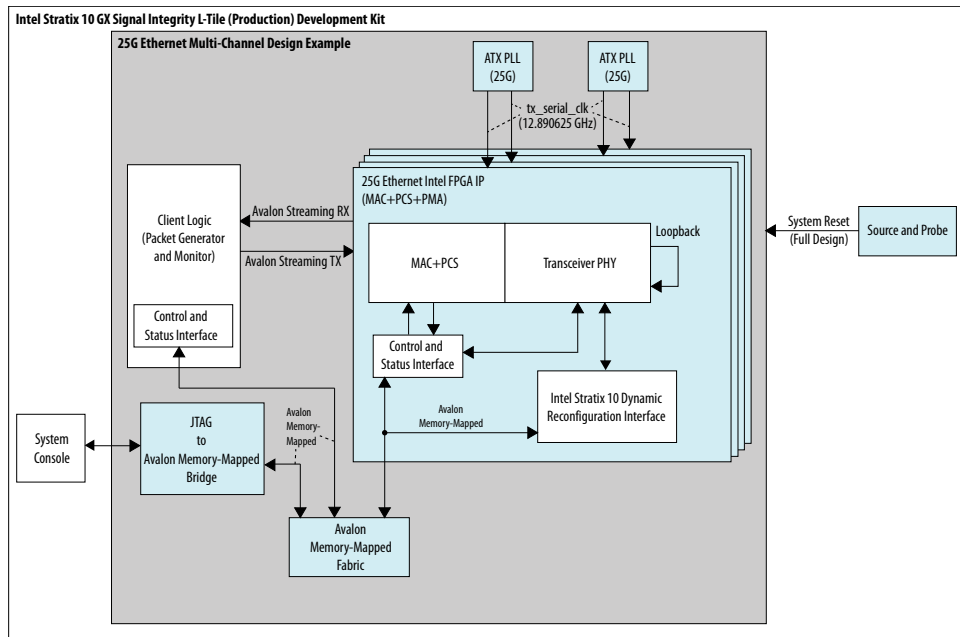 Intel Stratix 10 GX Signal Integrity L-Tile (Production) Development Kit
25G Ethernet Multi-Channel Design Example
ATX PLL
(25G)
ATX PLL
(25G)
tx_serial_clk
(12.890625 GHz)
25G Ethernet Intel FPGA IP
(MAC+PCS+PMA)
Client Logic
(Packet Generator
and Monitor)
Avalon Streaming RX
Avalon Streaming TX
Control and
Status Interface
MAC+PCS
Transceiver PHY
Loopback
System Reset
(Full Design)
Source and Probe
Control and
Status Interface
Intel Stratix 10 Dynamic
Reconfiguration Interface
Avalon
Memory-Mapped
System
Console
JTAG
to
Avalon Memory-Mapped
Bridge
Avalon
Memory-
Mapped
Avalon
Memory-Mapped
Fabric